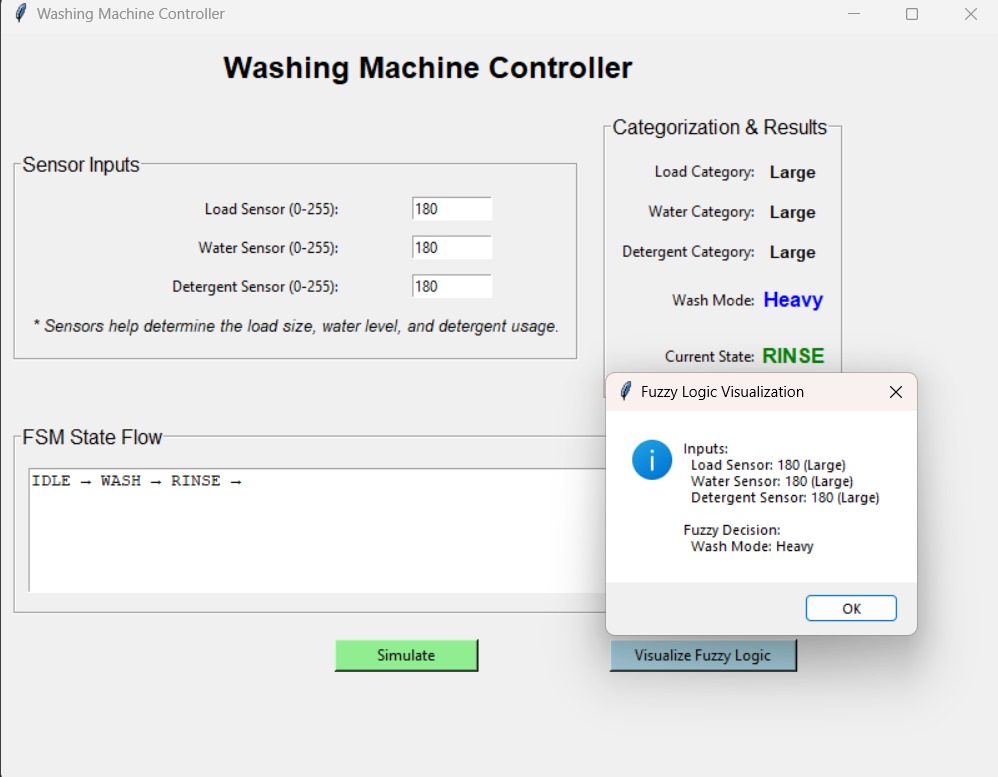 Washing Machine Controller
Washing Machine Controller
Sensor Inputs
Load Sensor (0-255): 180
Water Sensor (0-255): 180
Detergent Sensor (0-255): 180
* Sensors help determine the load size, water level, and detergent usage.
Categorization & Results
Load Category: Large
Water Category: Large
Detergent Category: Large
Wash Mode: Heavy
Current State: RINSE
FSM State Flow
IDLE → WASH → RINSE →
Fuzzy Logic Visualization
Inputs:
Load Sensor: 180 (Large)
Water Sensor: 180 (Large)
Detergent Sensor: 180 (Large)
Fuzzy Decision:
Wash Mode: Heavy
OK
Simulate
Visualize Fuzzy Logic